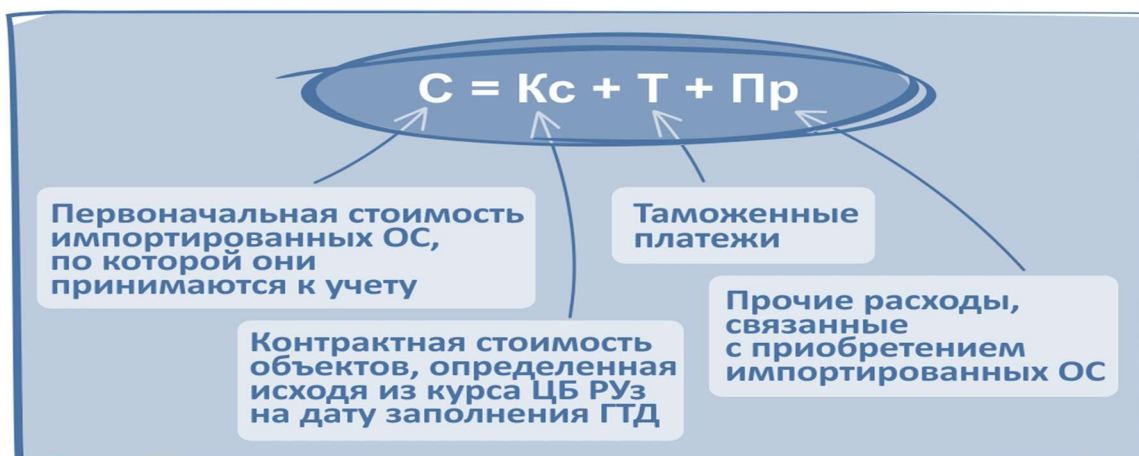 С = Кс + Т + Пр
Первоначальная стоимость
импортированных ОС,
по которой они
принимаются к учету
Таможенные
платежи
Контрактная стоимость
объектов, определенная
исходя из курса ЦБ РУз
на дату заполнения ГТД
Прочие расходы,
связанные
с приобретением
импортированных ОС